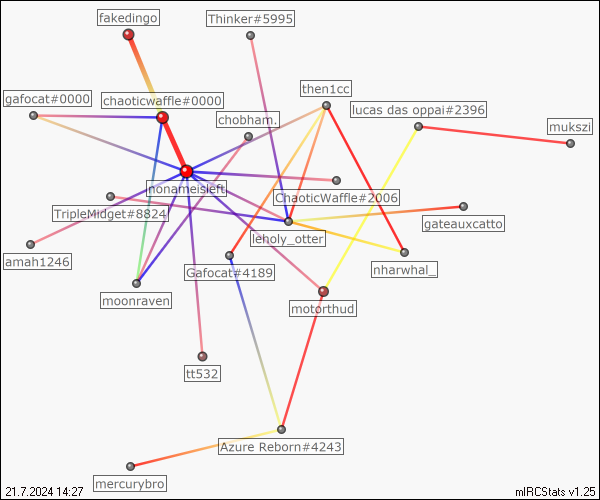 fakedingo
Thinker#5995
then1cc
gafocat#0000
chaoticwaffle#0000
lucas das oppai#2396
chobham.
mukszi
nonameisleft
ChaoticWaffle#2006
TripleMidget#8824
gateauxcatto
leholy_otter
amah1246
Gafocat#4189
nharwhal_
moonraven
motorthud
tt532
Azure Reborn#4243
mercurybro
21.7.2024 14:27
mIRCStats v1.25